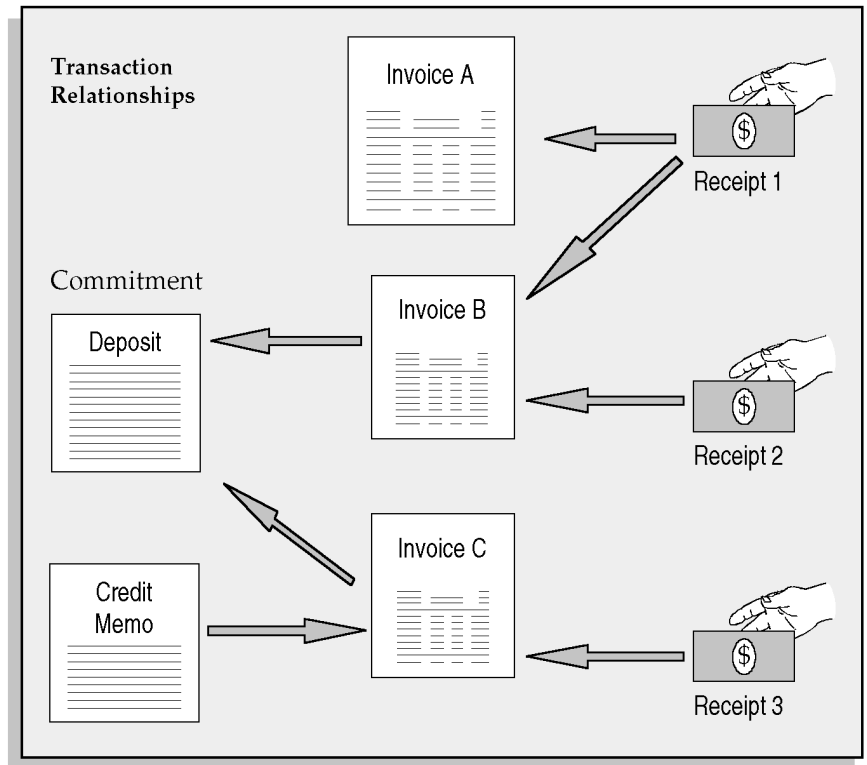 Transaction
Relationships
Invoice A
$
Receipt 1
Commitment
Deposit
Invoice B
$
Receipt 2
Credit
Memo
Invoice C
$
Receipt 3